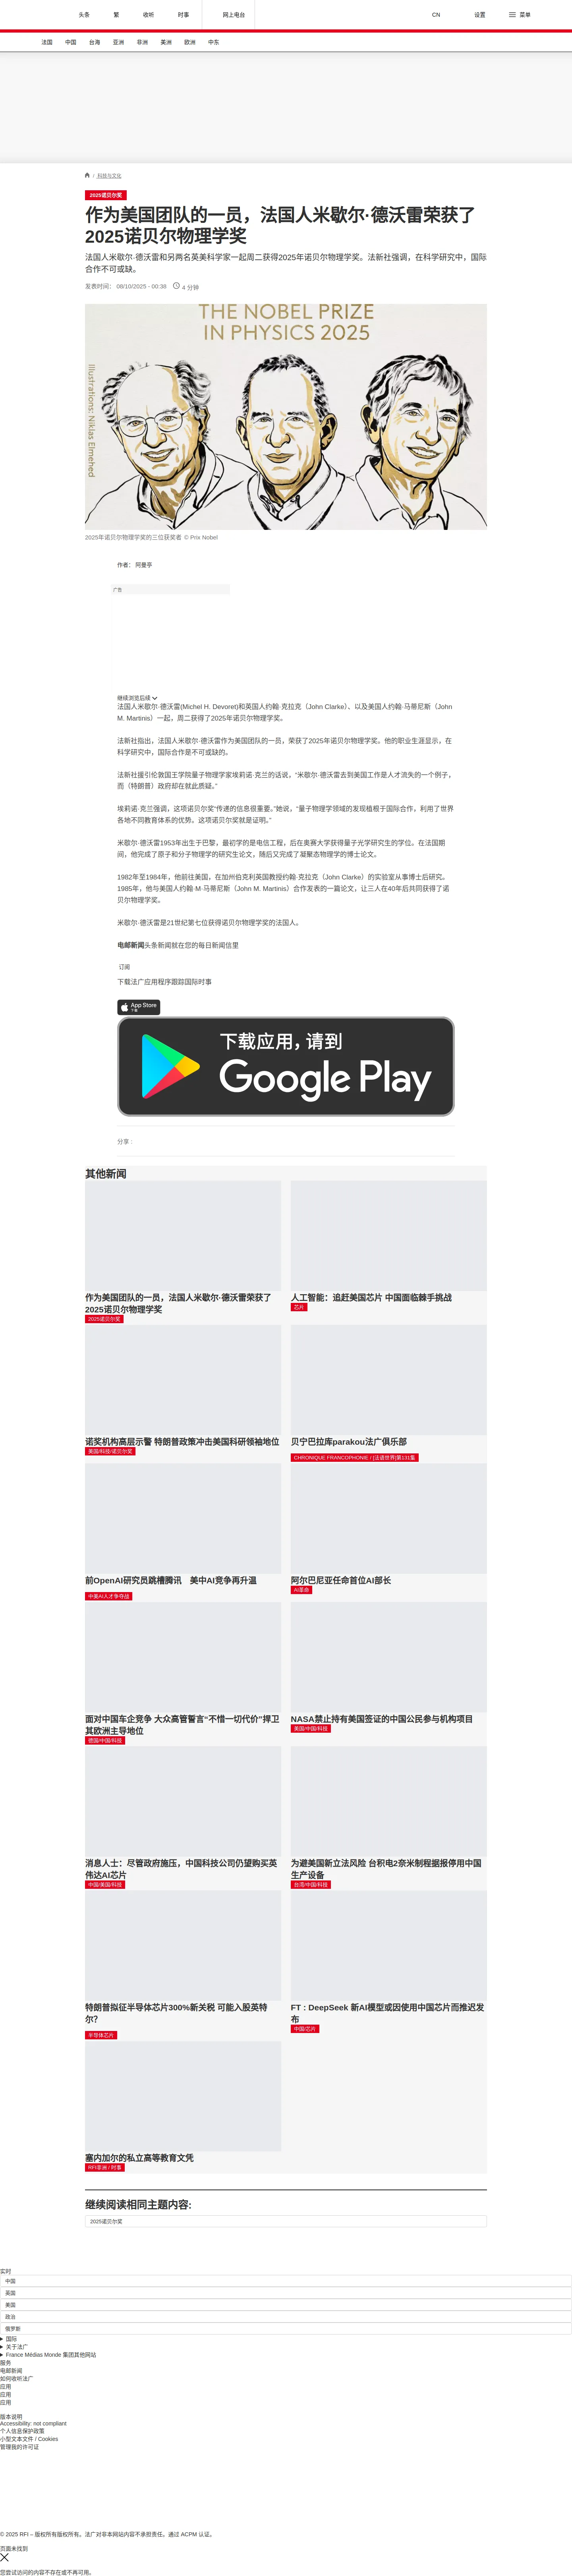 头条
繁
收听
时事
网上电台
CN
设置
菜单
法国
中国
台海
亚洲
非洲
美洲
欧洲
中东
/ 科技与文化
2025诺贝尔奖
作为美国团队的一员，法国人米歇尔·德沃雷荣获了
2025诺贝尔物理学奖
法国人米歇尔·德沃雷和另两名英美科学家一起周二获得2025年诺贝尔物理学奖。法新社强调，在科学研究中，国际
合作不可或缺。
发表时间： 08/10/2025 - 00:38
4 分钟
THE NOBEL PRIZE
IN PHYSICS 2025
Illustrations: Niklas Elmehed
2025年诺贝尔物理学奖的三位获奖者 © Prix Nobel
作者： 阿曼亭
广告
继续浏览后续
法国人米歇尔·德沃雷(Michel H. Devoret)和英国人约翰·克拉克（John Clarke）、以及美国人约翰·马蒂尼斯（John
M. Martinis）一起，周二获得了2025年诺贝尔物理学奖。
法新社指出，法国人米歇尔·德沃雷作为美国团队的一员，荣获了2025年诺贝尔物理学奖。他的职业生涯显示，在
科学研究中，国际合作是不可或缺的。
法新社援引伦敦国王学院量子物理学家埃莉诺·克兰的话说，“米歇尔·德沃雷去到美国工作是人才流失的一个例子，
而（特朗普）政府却在就此质疑。”
埃莉诺·克兰强调，这项诺贝尔奖“传递的信息很重要。”她说，“量子物理学领域的发现植根于国际合作，利用了世界
各地不同教育体系的优势。这项诺贝尔奖就是证明。”
米歇尔·德沃雷1953年出生于巴黎，最初学的是电信工程，后在奥赛大学获得量子光学研究生的学位。在法国期
间，他完成了原子和分子物理学的研究生论文，随后又完成了凝聚态物理学的博士论文。
1982年至1984年，他前往美国，在加州伯克利英国教授约翰·克拉克（John Clarke）的实验室从事博士后研究。
1985年，他与美国人约翰·M·马蒂尼斯（John M. Martinis）合作发表的一篇论文，让三人在40年后共同获得了诺
贝尔物理学奖。
米歇尔·德沃雷是21世纪第七位获得诺贝尔物理学奖的法国人。
电邮新闻头条新闻就在您的每日新闻信里
订阅
下载法广应用程序跟踪国际时事
App Store
下载
下载应用，请到
Google Play
分享 :
其他新闻
作为美国团队的一员，法国人米歇尔·德沃雷荣获了
2025诺贝尔物理学奖
2025诺贝尔奖
人工智能：追赶美国芯片 中国面临棘手挑战
芯片
诺奖机构高层示警 特朗普政策冲击美国科研领袖地位
美国/科技/诺贝尔奖
贝宁巴拉库parakou法广俱乐部
CHRONIQUE FRANCOPHONIE / [法语世界]第131集
前OpenAI研究员跳槽腾讯　美中AI竞争再升温
中美AI人才争夺战
阿尔巴尼亚任命首位AI部长
AI革命
面对中国车企竞争 大众高管誓言"不惜一切代价"捍卫
其欧洲主导地位
德国/中国/科技
NASA禁止持有美国签证的中国公民参与机构项目
美国/中国/科技
消息人士：尽管政府施压，中国科技公司仍望购买英
伟达AI芯片
中国/美国/科技
为避美国新立法风险 台积电2奈米制程据报停用中国
生产设备
台湾/中国/科技
特朗普拟征半导体芯片300%新关税 可能入股英特
尔？
半导体芯片
FT : DeepSeek 新AI模型或因使用中国芯片而推迟发
布
中国/芯片
塞内加尔的私立高等教育文凭
RFI非洲 / 时事
继续阅读相同主题内容:
2025诺贝尔奖
实时
中国
英国
美国
政治
俄罗斯
国际
关于法广
France Médias Monde 集团其他网站
服务
电邮新闻
如何收听法广
应用
应用
应用
版本说明
Accessibility: not compliant
个人信息保护政策
小型文本文件 / Cookies
管理我的许可证
© 2025 RFI – 版权所有版权所有。法广对非本网站内容不承担责任。通过 ACPM 认证。
页面未找到
您尝试访问的内容不存在或不再可用。